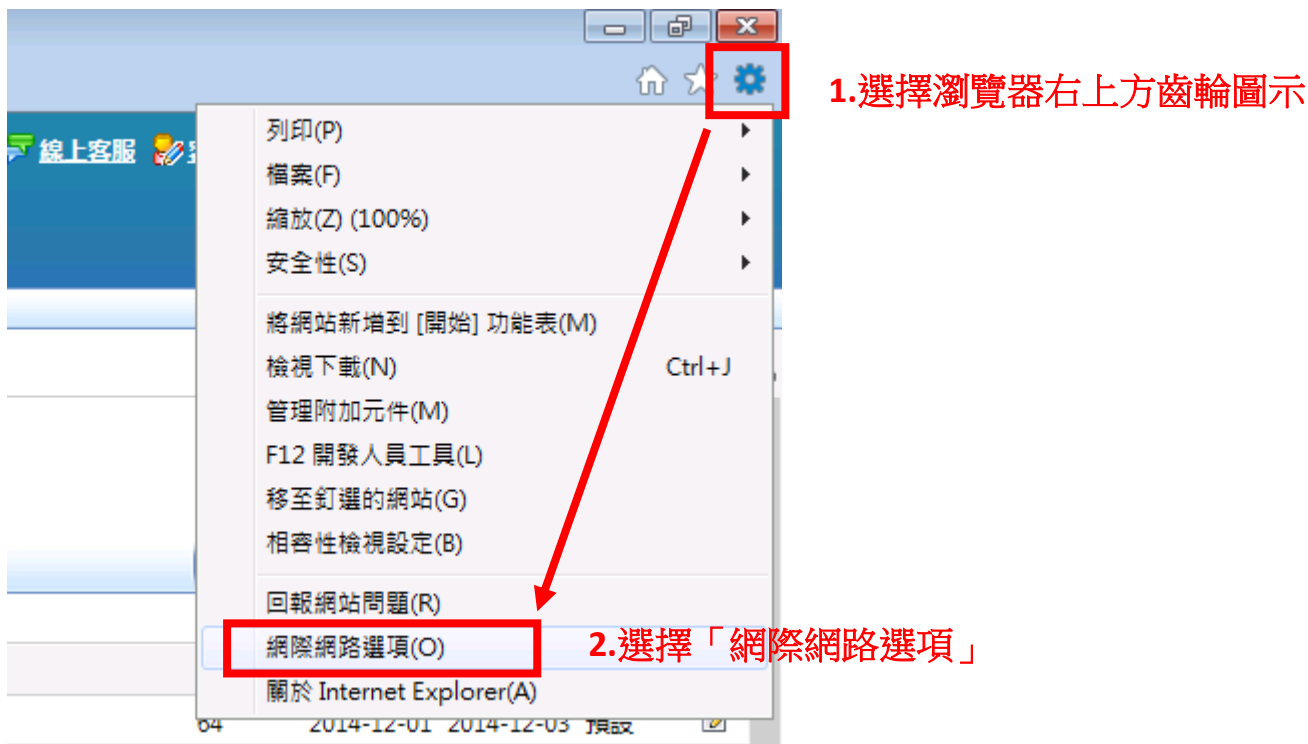 1.選擇瀏覽器右上方齒輪圖示
線上客服
列印(P)
檔案(F)
縮放(Z) (100%)
安全性(S)
將網站新增到 [開始] 功能表(M)
檢視下載(N) Ctrl+J
管理附加元件(M)
F12 開發人員工具(L)
移至釘選的網站(G)
相容性檢視設定(B)
回報網站問題(R)
網際網路選項(O)
2.選擇「網際網路選項」
關於 Internet Explorer(A)
64 2014-12-01 2014-12-03 預設